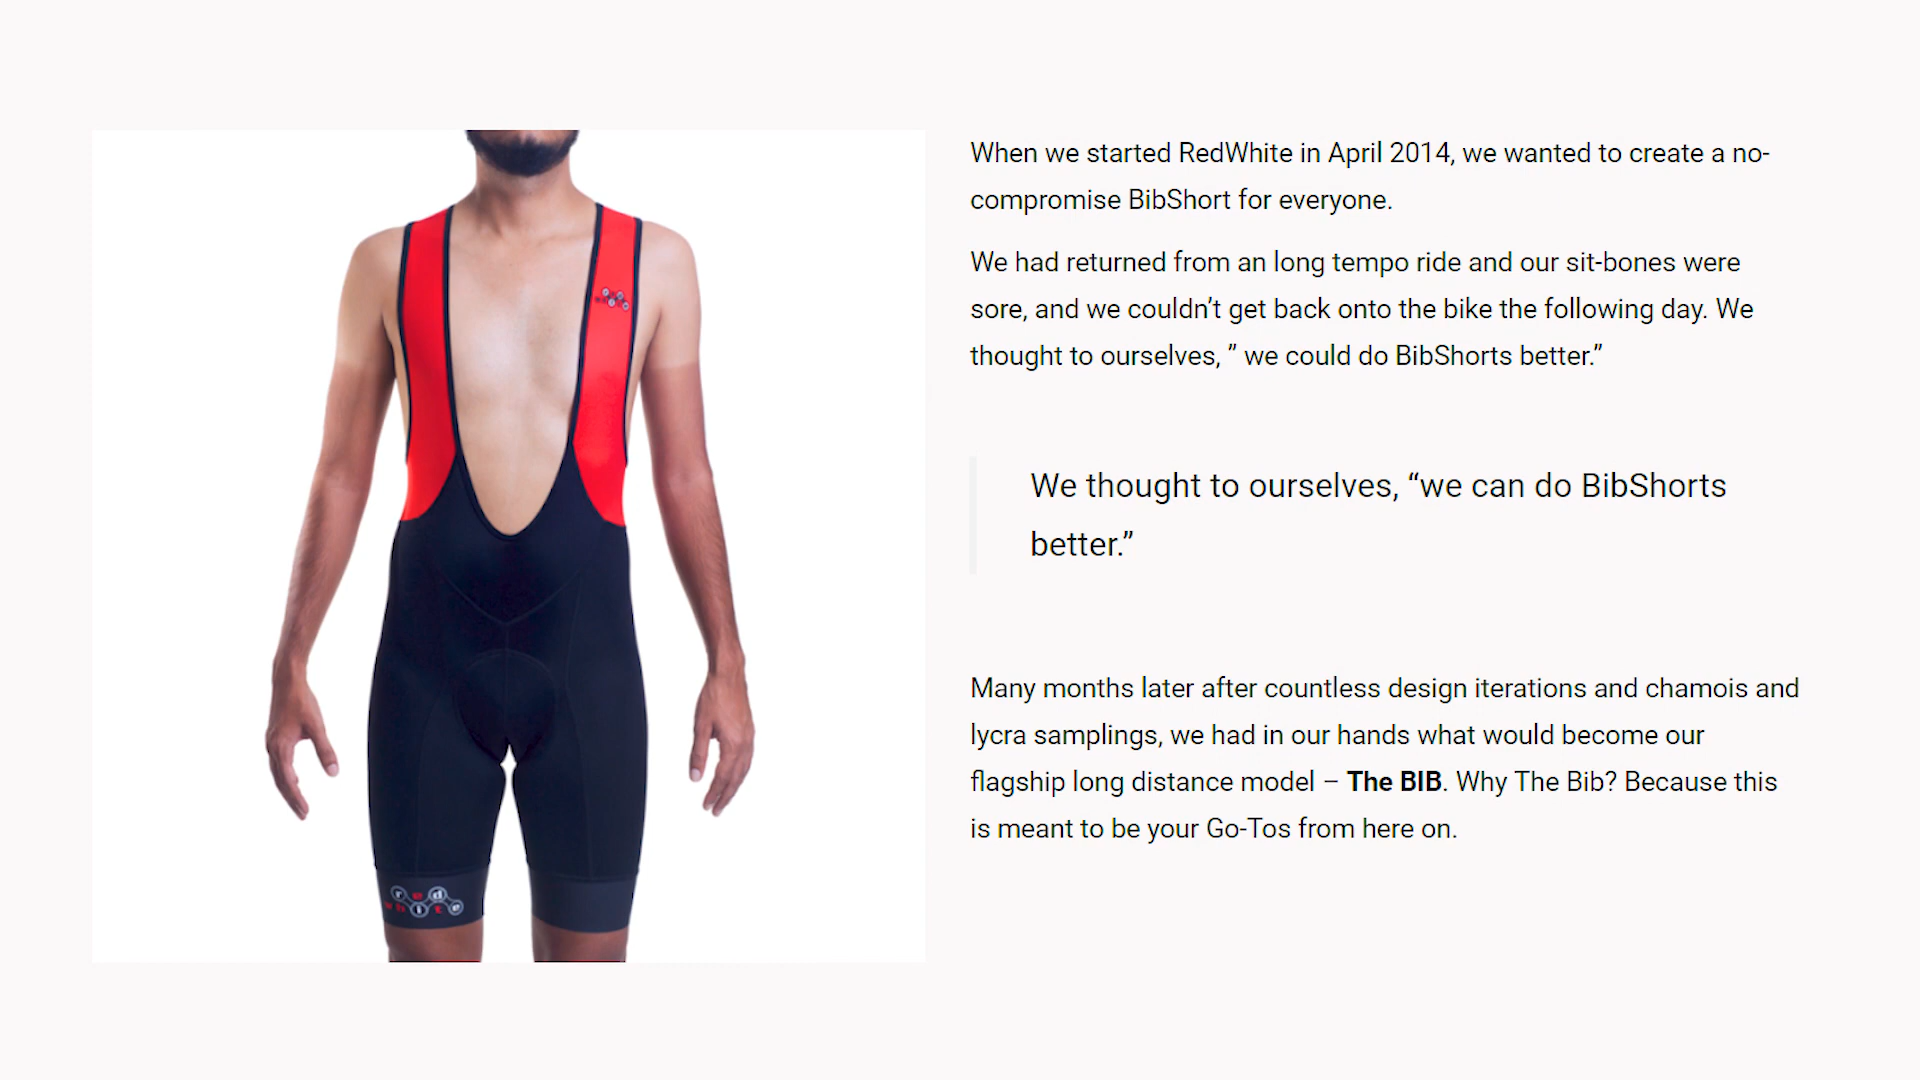 When we started RedWhite in April 2014, we wanted to create a no-
compromise BibShort for everyone.
We had returned from an long tempo ride and our sit-bones were
sore, and we couldn’t get back onto the bike the following day. We
thought to ourselves, ” we could do BibShorts better.”
We thought to ourselves, “we can do BibShorts
better.”
Many months later after countless design iterations and chamois and
lycra samplings, we had in our hands what would become our
flagship long distance model – The BIB. Why The Bib? Because this
is meant to be your Go-Tos from here on.
red
white